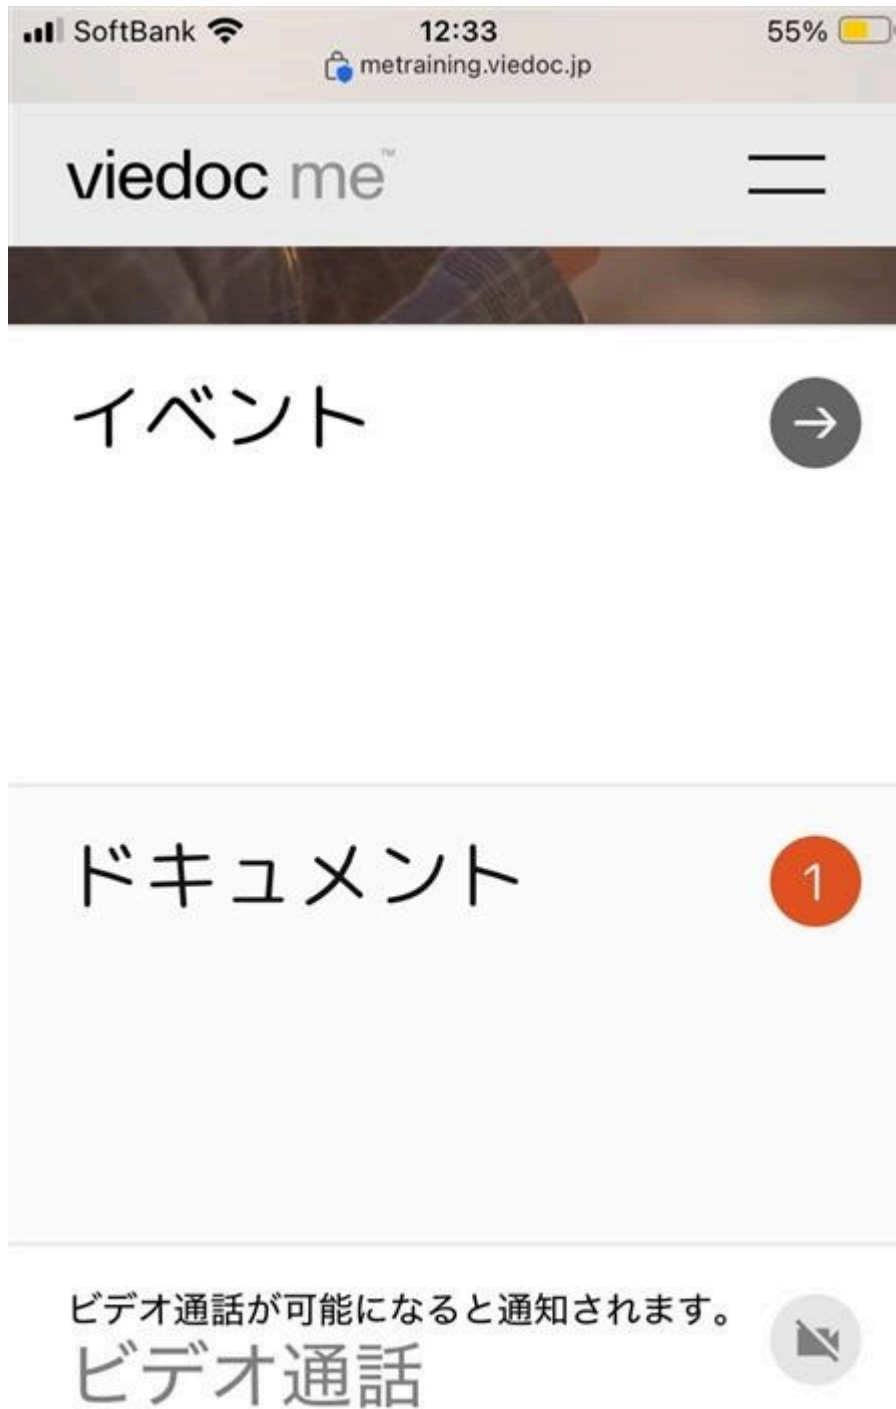 SoftBank 12:33 55%
metraining.viedoc.jp
viedoc me™
イベント
ドキュメント 1
ビデオ通話が可能になると通知されます。
ビデオ通話